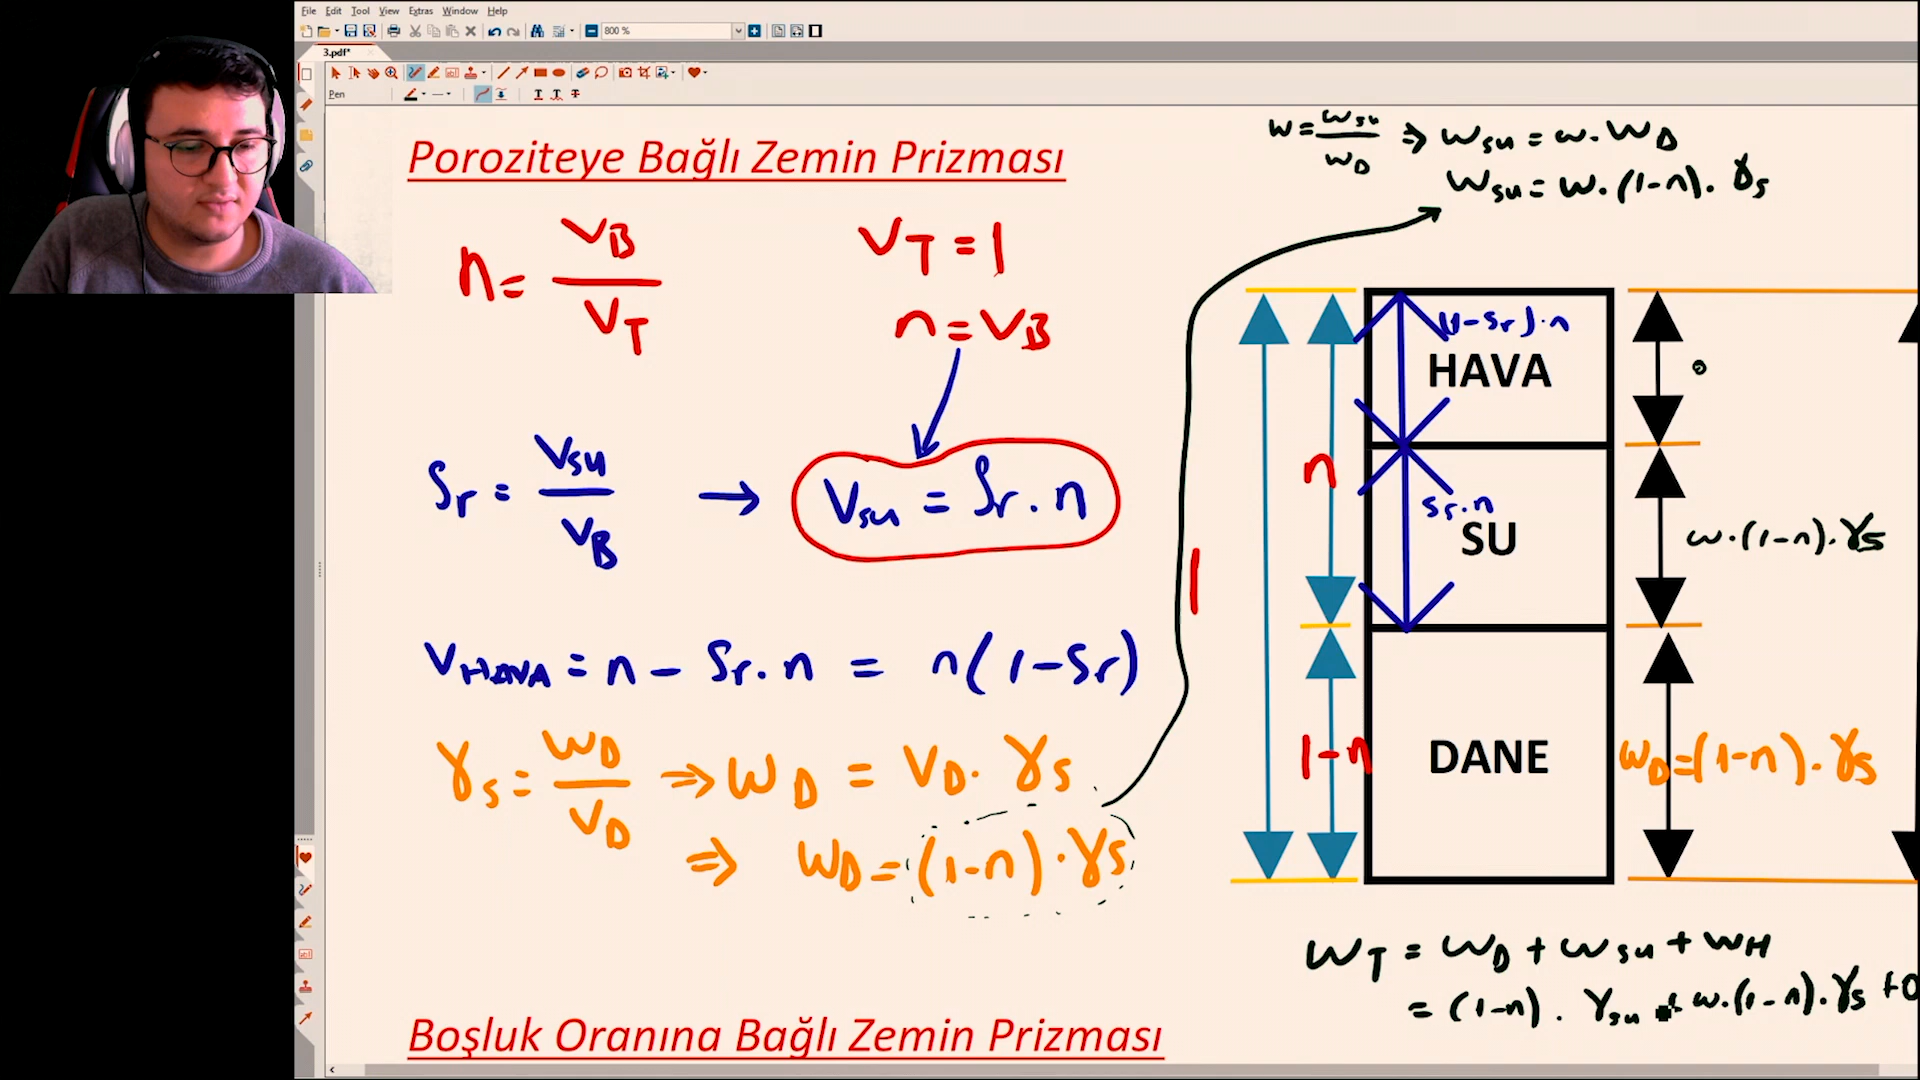 File Edit Tool View Extras Window Help
800 %
3.pdf*
Pen
Poroziteye Bağlı Zemin Prizması
n = VB / VT
VT = 1
n = VB
Sr = Vsu / VB → Vsu = Sr . n
VHAVA = n - Sr . n = n(1-Sr)
γs = WD / VD ⇒ WD = VD . γs
⇒ WD = (1-n) . γs
w = Wsu / WD ⇒ Wsu = w . WD
Wsu = w . (1-n) . γs
(1-Sr) . n
HAVA
0
n
Sr . n
SU
w . (1-n) . γs
1
1-n
DANE
WD = (1-n) . γs
WT = WD + Wsu + WH
= (1-n) . γsu + w . (1-n) . γs + 0
Boşluk Oranına Bağlı Zemin Prizması